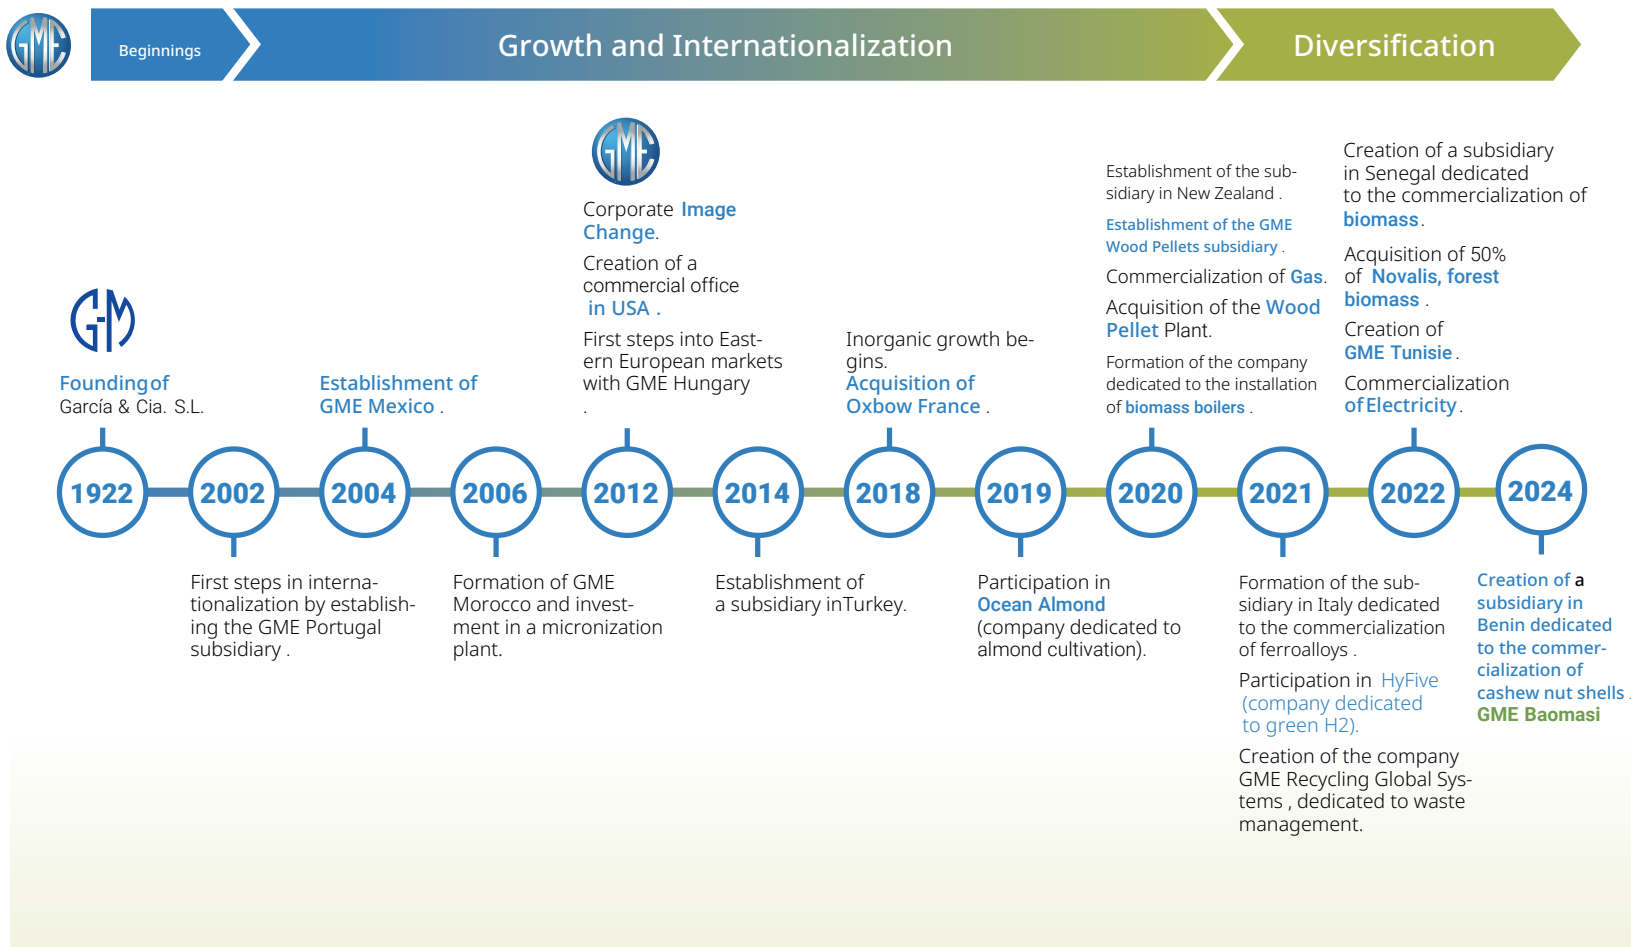 GME
Beginnings
Growth and Internationalization
Diversification
G-M
Founding of
García & Cia. S.L.
Establishment of
GME Mexico .
GME
Corporate Image
Change.
Creation of a
commercial office
in USA .
First steps into East-
ern European markets
with GME Hungary
.
Inorganic growth be-
gins.
Acquisition of
Oxbow France .
Establishment of the sub-
sidiary in New Zealand .
Establishment of the GME
Wood Pellets subsidiary .
Commercialization of Gas.
Acquisition of the Wood
Pellet Plant.
Formation of the company
dedicated to the installation
of biomass boilers .
Creation of a subsidiary
in Senegal dedicated
to the commercialization of
biomass .
Acquisition of 50%
of Novalis, forest
biomass .
Creation of
GME Tunisie .
Commercialization
of Electricity .
1922
2002
2004
2006
2012
2014
2018
2019
2020
2021
2022
2024
First steps in interna-
tionalization by establish-
ing the GME Portugal
subsidiary .
Formation of GME
Morocco and invest-
ment in a micronization
plant.
Establishment of
a subsidiary inTurkey.
Participation in
Ocean Almond
(company dedicated to
almond cultivation).
Formation of the sub-
sidiary in Italy dedicated
to the commercialization
of ferroalloys .
Participation in HyFive
(company dedicated
to green H2).
Creation of the company
GME Recycling Global Sys-
tems , dedicated to waste
management.
Creation of a
subsidiary in
Benin dedicated
to the commer-
cialization of
cashew nut shells .
GME Baomasi